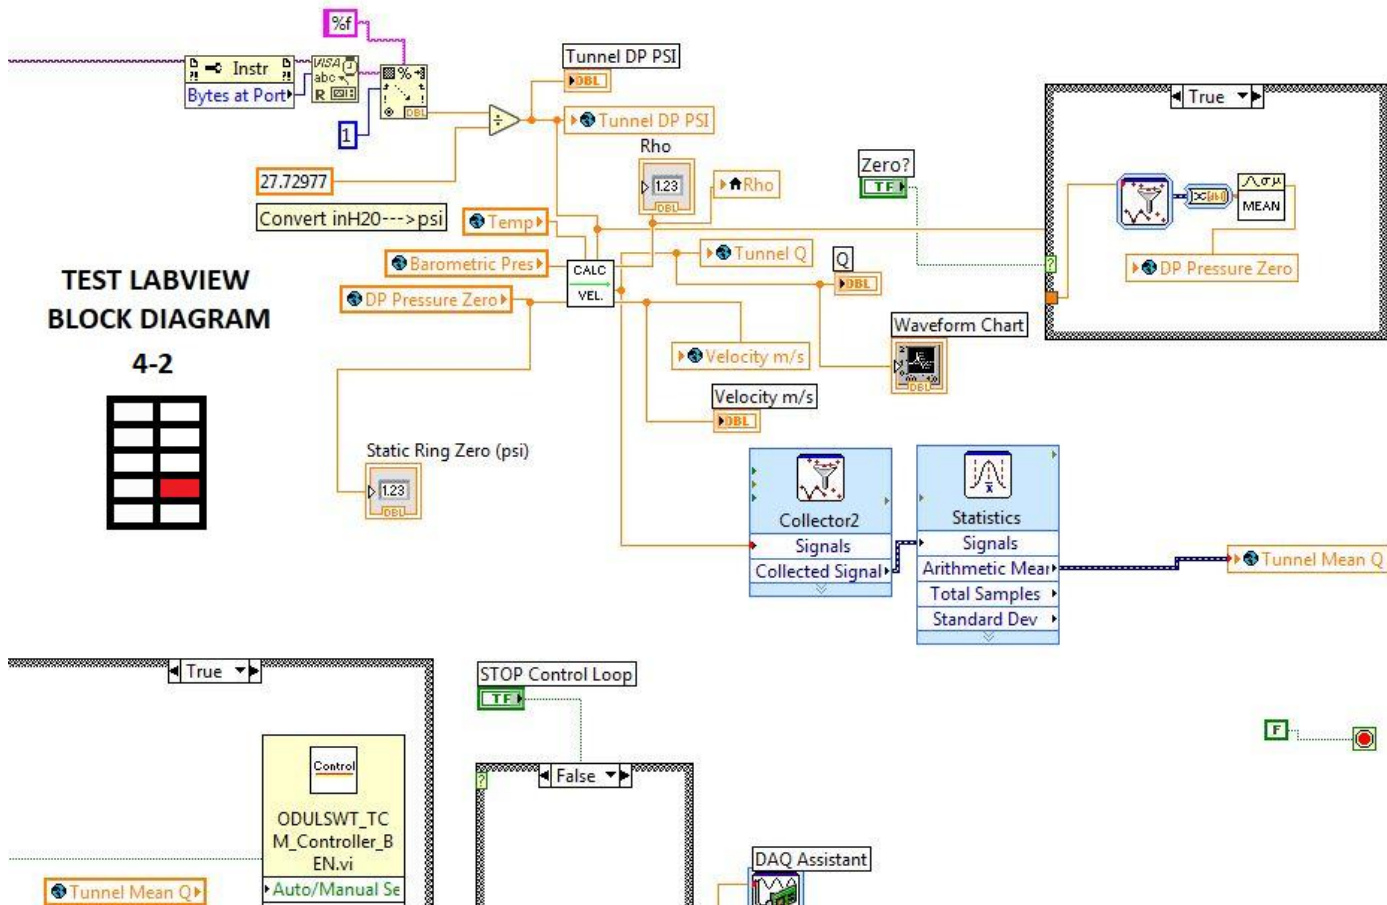 %f
Instr
Bytes at Port
VISA
abc
R
%
DBL
1
27.72977
Convert inH20--->psi
÷
Tunnel DP PSI
DBL
Tunnel DP PSI
Rho
1.23
DBL
Rho
Temp
Barometric Pres
DP Pressure Zero
CALC
VEL.
Tunnel Q
Q
DBL
Velocity m/s
Velocity m/s
DBL
Waveform Chart
DBL
Zero?
TF
True
?
MEAN
DP Pressure Zero
TEST LABVIEW
BLOCK DIAGRAM
4-2
Static Ring Zero (psi)
1.23
DBL
Collector2
Signals
Collected Signal
Statistics
Signals
Arithmetic Mear
Total Samples
Standard Dev
Tunnel Mean Q
True
Control
ODULSWT_TC
M_Controller_B
EN.vi
Auto/Manual Se
Tunnel Mean Q
STOP Control Loop
TF
False
?
DAQ Assistant
F